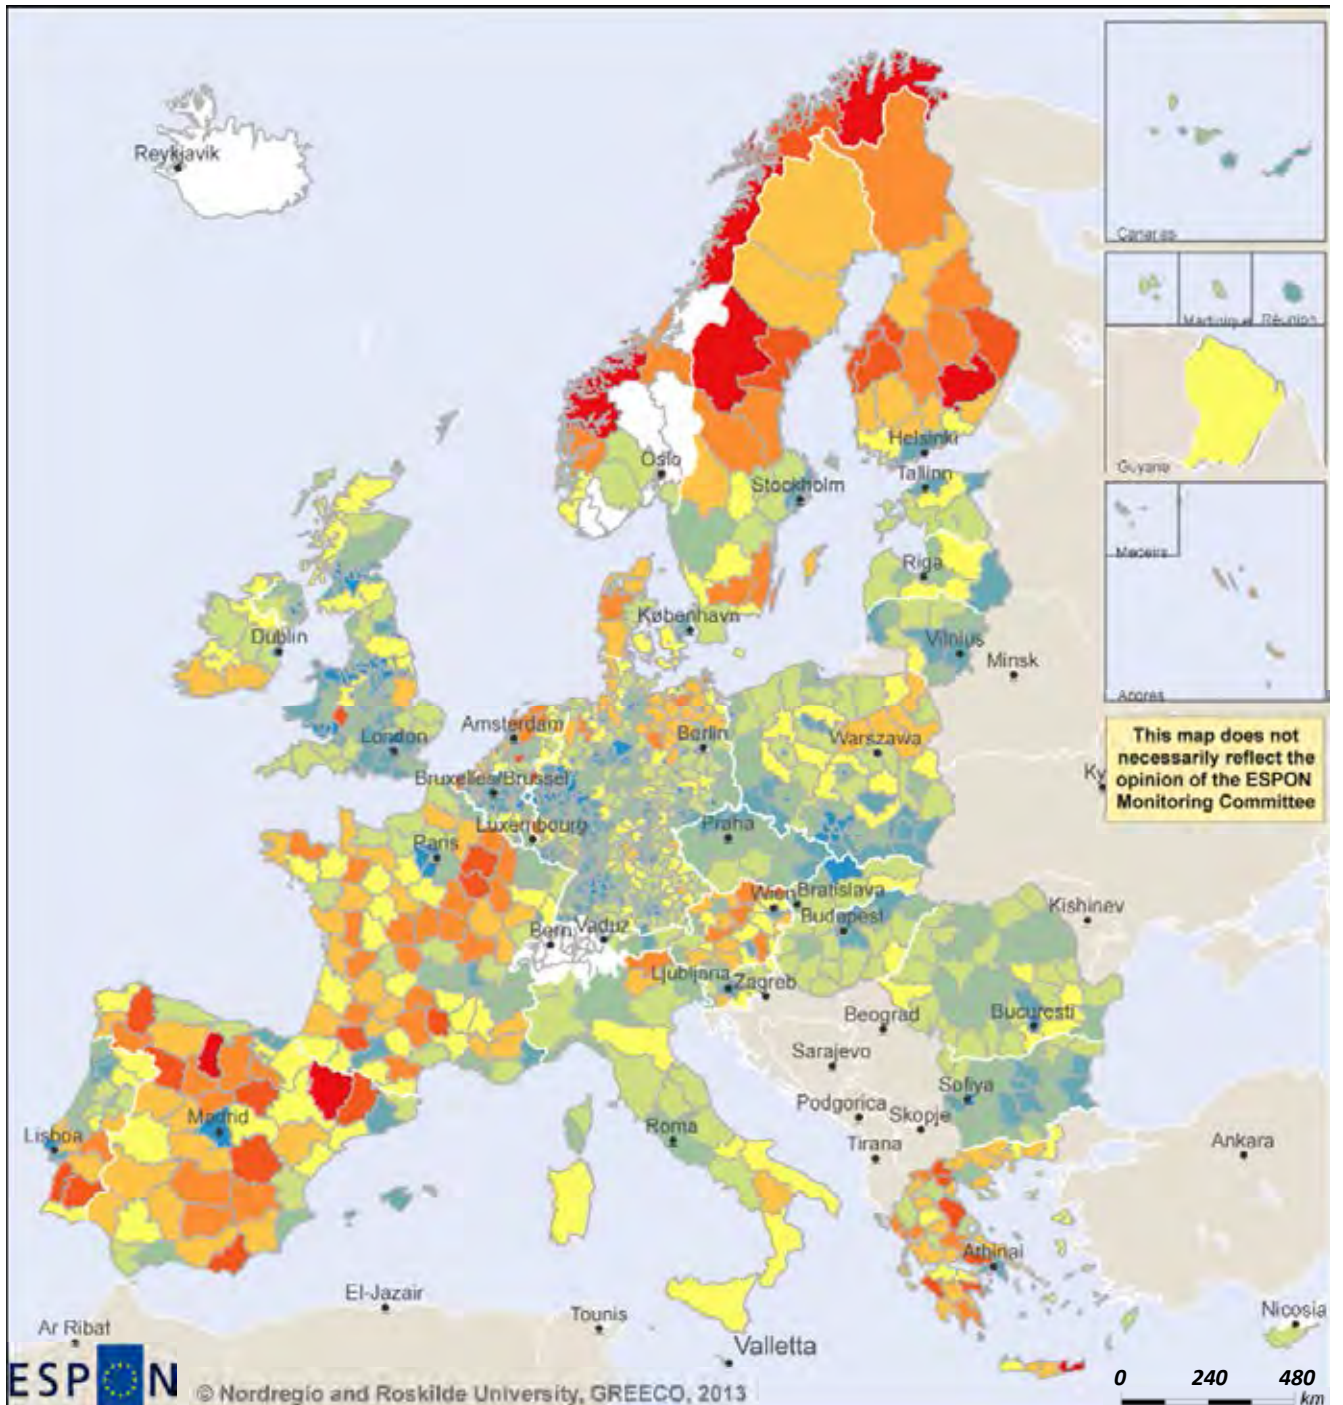 Reykjavik
Canarias
Martinique Réunion
Guyane
Madeira
Acores
Oslo
Helsinki
Tallinn
Stockholm
Riga
København
Vilnius
Minsk
Dublin
Amsterdam
London
Berlin
Warszawa
Bruxelles/Brussel
This map does not
necessarily reflect the
opinion of the ESPON
Monitoring Committee
Luxembourg
Praha
Paris
Wien Bratislava
Budapest
Kishinev
Bern Vaduz
Ljubljana Zagreb
Beograd
Bucuresti
Sarajevo
Sofiya
Podgorica Skopje
Madrid
Roma
Tirana
Lisboa
Ankara
Athinai
El-Jazair
Tounis
Ar Ribat
Nicosia
Valletta
ESPON
© Nordregio and Roskilde University, GREECO, 2013
0 240 480
km